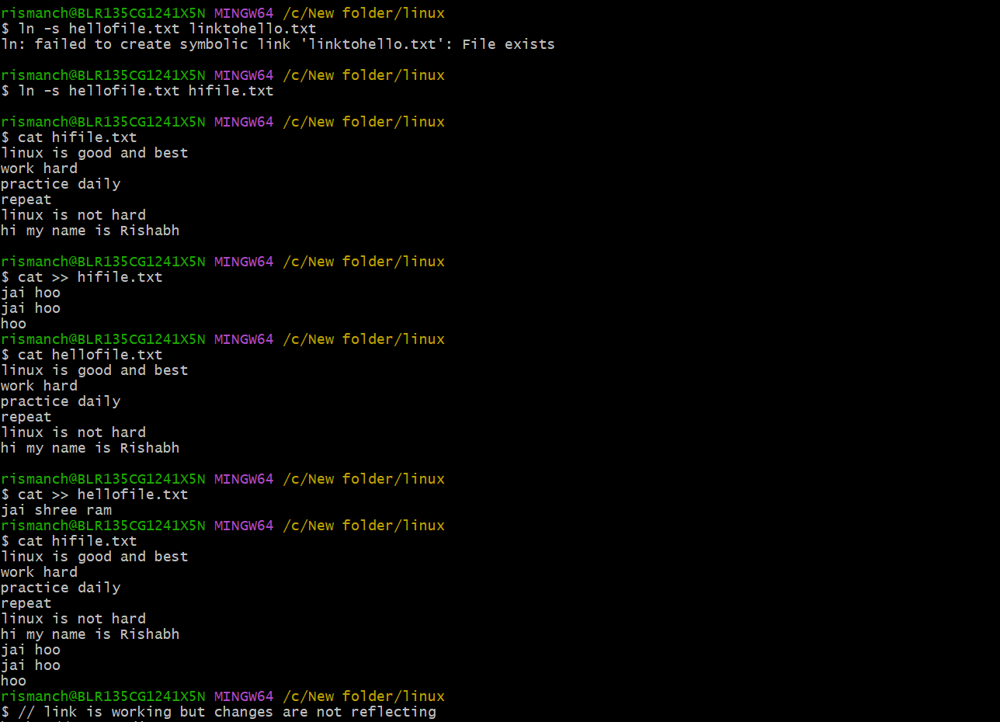 rismanch@BLR135CG1241X5N MINGW64 /c/New folder/linux
$ ln -s hellofile.txt linktohello.txt
ln: failed to create symbolic link 'linktohello.txt': File exists
rismanch@BLR135CG1241X5N MINGW64 /c/New folder/linux
$ ln -s hellofile.txt hifile.txt
rismanch@BLR135CG1241X5N MINGW64 /c/New folder/linux
$ cat hifile.txt
linux is good and best
work hard
practice daily
repeat
linux is not hard
hi my name is Rishabh
rismanch@BLR135CG1241X5N MINGW64 /c/New folder/linux
$ cat >> hifile.txt
jai hoo
jai hoo
hoo
rismanch@BLR135CG1241X5N MINGW64 /c/New folder/linux
$ cat hellofile.txt
linux is good and best
work hard
practice daily
repeat
linux is not hard
hi my name is Rishabh
rismanch@BLR135CG1241X5N MINGW64 /c/New folder/linux
$ cat >> hellofile.txt
jai shree ram
rismanch@BLR135CG1241X5N MINGW64 /c/New folder/linux
$ cat hifile.txt
linux is good and best
work hard
practice daily
repeat
linux is not hard
hi my name is Rishabh
jai hoo
jai hoo
hoo
rismanch@BLR135CG1241X5N MINGW64 /c/New folder/linux
$ // link is working but changes are not reflecting